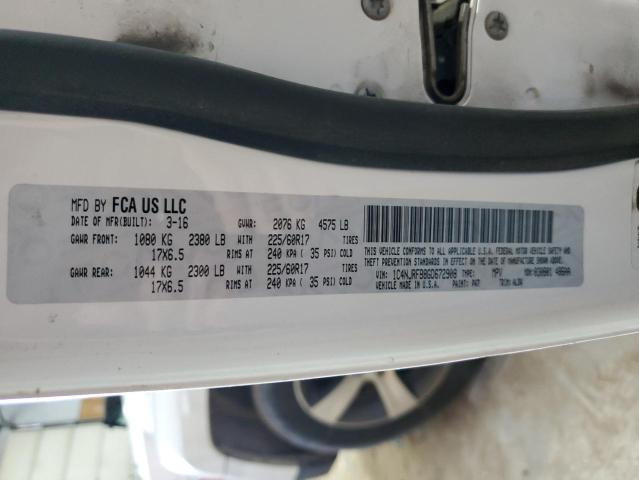 MFD BY FCA US LLC
DATE OF MFR(BUILT): 3-16 GVWR: 2076 KG 4575 LB
GAWR FRONT: 1080 KG 2380 LB WITH 225/60R17 TIRES
17X6.5 RIMS AT 240 KPA ( 35 PSI) COLD
GAWR REAR: 1044 KG 2300 LB WITH 225/60R17 TIRES
17X6.5 RIMS AT 240 KPA ( 35 PSI) COLD
THIS VEHICLE CONFORMS TO ALL APPLICABLE U.S.A. FEDERAL MOTOR VEHICLE SAFETY AND
THEFT PREVENTION STANDARDS IN EFFECT ON THE DATE OF MANUFACTURE SHOWN ABOVE.
VIN: 1C4NJRFB8GD672908 TYPE: MPV
VEHICLE MADE IN U.S.A. PAINT: PW7 TRIM: